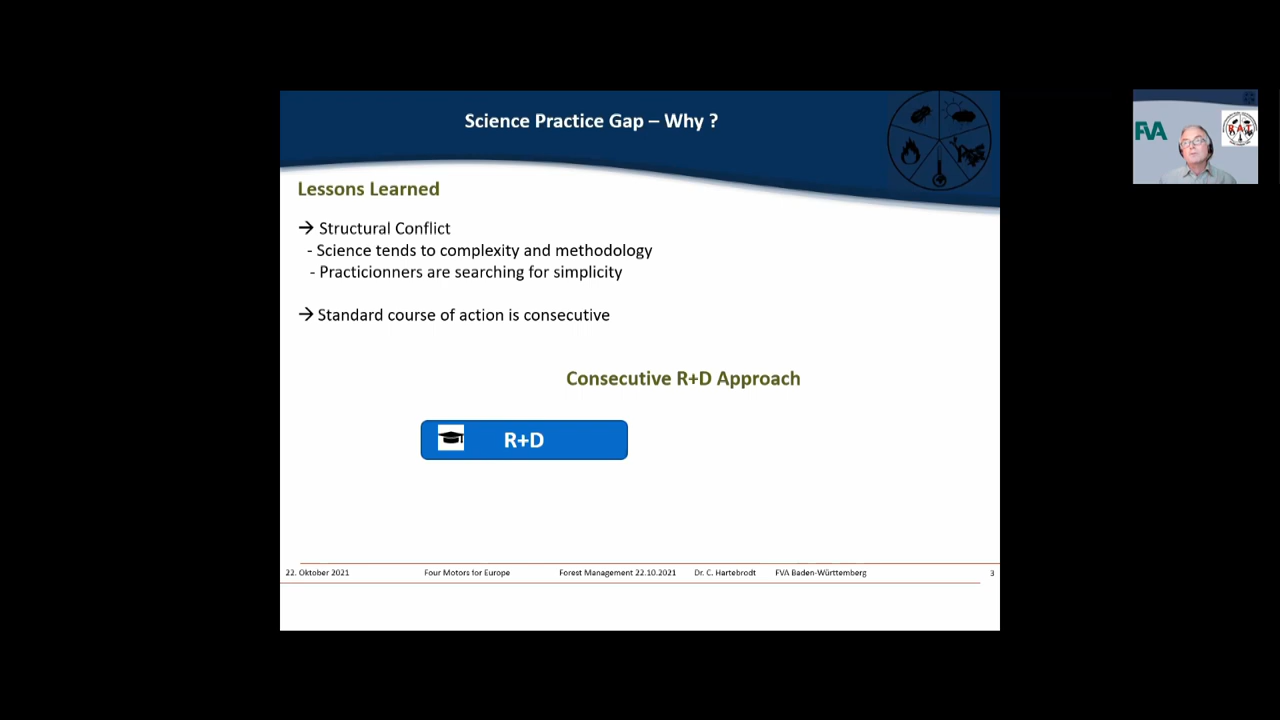 Science Practice Gap – Why ?
FVA
R A T
Lessons Learned
→ Structural Conflict
- Science tends to complexity and methodology
- Practicionners are searching for simplicity
→ Standard course of action is consecutive
Consecutive R+D Approach
R+D
22. Oktober 2021 Four Motors for Europe Forest Management 22.10.2021 Dr. C. Hartebrodt FVA Baden-Württemberg 3